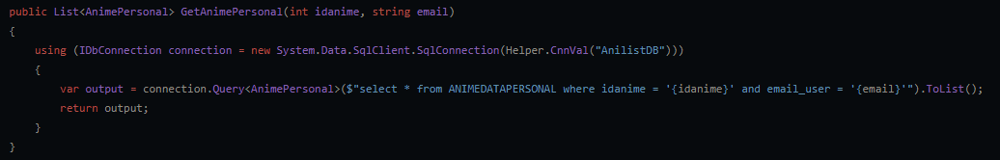 public List<AnimePersonal> GetAnimePersonal(int idanime, string email)
{
using (IDbConnection connection = new System.Data.SqlClient.SqlConnection(Helper.CnnVal("AnilistDB")))
{
var output = connection.Query<AnimePersonal>($"select * from ANIMEDATAPERSONAL where idanime = '{idanime}' and email_user = '{email}'").ToList();
return output;
}
}